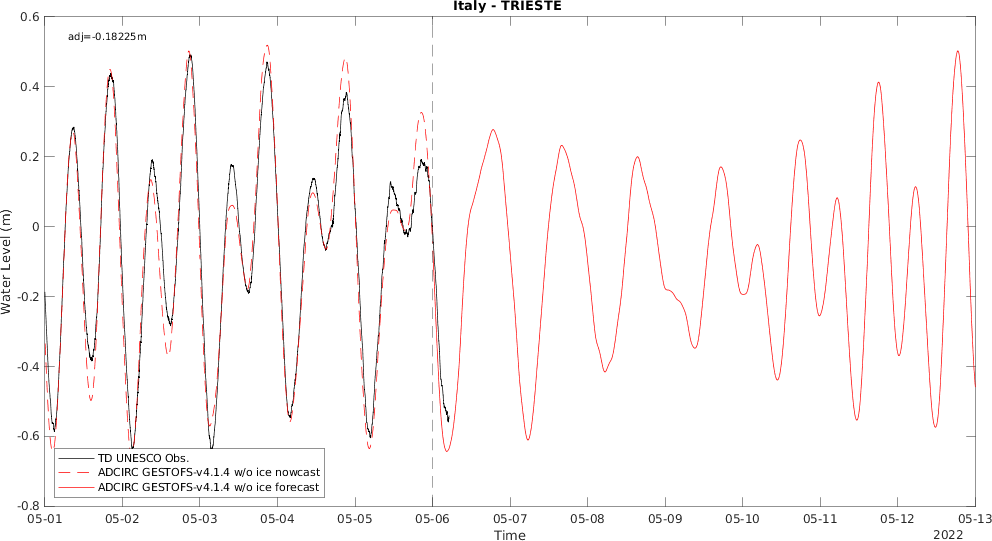 Italy - TRIESTE
adj=-0.18225m
0.6
0.4
0.2
0
-0.2
-0.4
-0.6
-0.8
Water Level (m)
TD UNESCO Obs.
ADCIRC GESTOFS-v4.1.4 w/o ice nowcast
ADCIRC GESTOFS-v4.1.4 w/o ice forecast
05-01 05-02 05-03 05-04 05-05 05-06 05-07 05-08 05-09 05-10 05-11 05-12 05-13
Time
2022